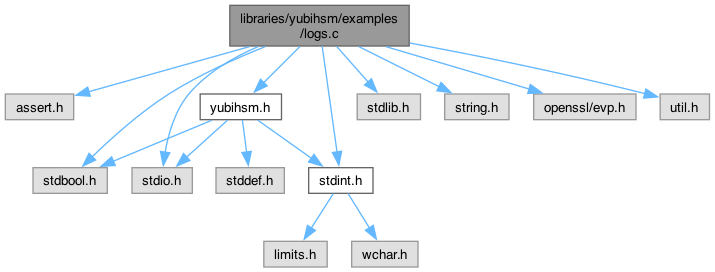 libraries/yubihsm/examples
/logs.c
assert.h
yubihsm.h
stdlib.h
string.h
openssl/evp.h
util.h
stdbool.h
stdio.h
stddef.h
stdint.h
limits.h
wchar.h